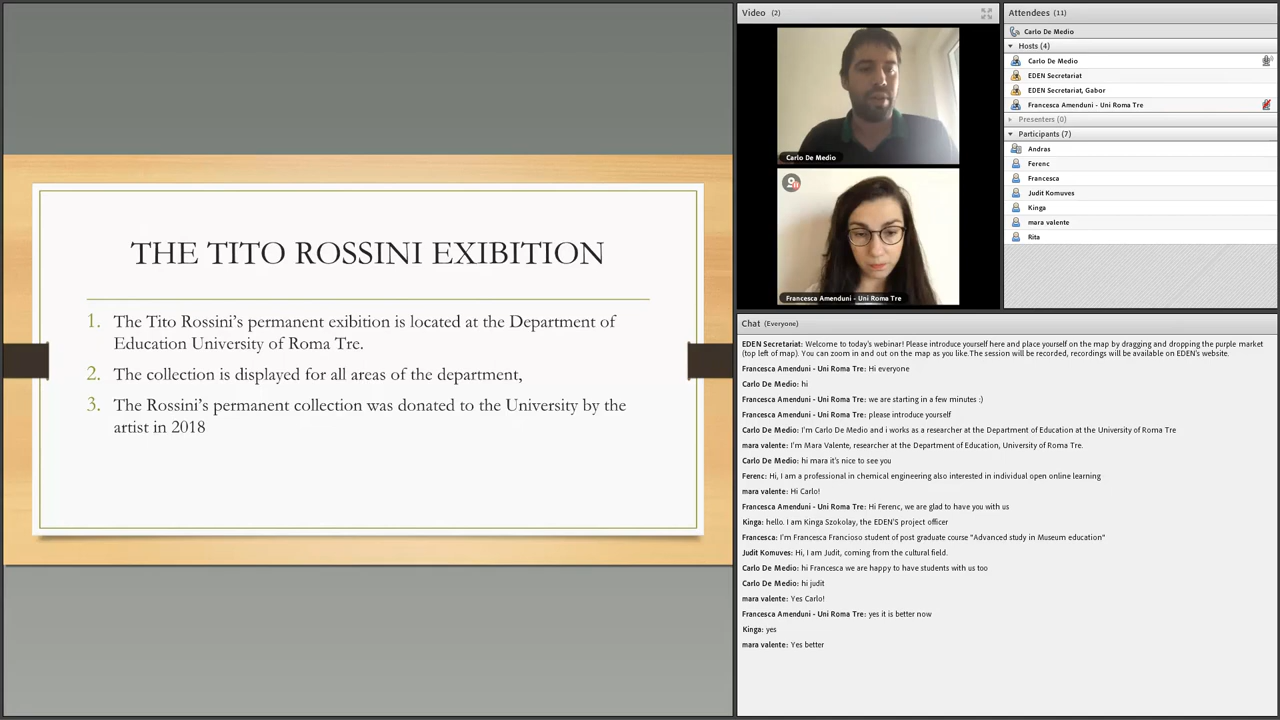 THE TITO ROSSINI EXIBITION
1. The Tito Rossini's permanent exibition is located at the Department of
Education University of Roma Tre.
2. The collection is displayed for all areas of the department,
3. The Rossini's permanent collection was donated to the University by the
artist in 2018
Video (2)
Carlo De Medio
Francesca Amenduni - Uni Roma Tre
Attendees (11)
Carlo De Medio
Hosts (4)
Carlo De Medio
EDEN Secretariat
EDEN Secretariat, Gabor
Francesca Amenduni - Uni Roma Tre
Presenters (0)
Participants (7)
Andras
Ferenc
Francesca
Judit Komuves
Kinga
mara valente
Rita
Chat (Everyone)
EDEN Secretariat: Welcome to today's webinar! Please introduce yourself here and place yourself on the map by dragging and dropping the purple market
(top left of map). You can zoom in and out on the map as you like.The session will be recorded, recordings will be available on EDEN's website.
Francesca Amenduni - Uni Roma Tre: Hi everyone
Carlo De Medio: hi
Francesca Amenduni - Uni Roma Tre: we are starting in a few minutes :)
Francesca Amenduni - Uni Roma Tre: please introduce yourself
Carlo De Medio: I'm Carlo De Medio and i works as a researcher at the Department of Education at the University of Roma Tre
mara valente: I'm Mara Valente, researcher at the Department of Education, University of Roma Tre.
Carlo De Medio: hi mara it's nice to see you
Ferenc: Hi, I am a professional in chemical engineering also interested in individual open online learning
mara valente: Hi Carlo!
Francesca Amenduni - Uni Roma Tre: Hi Ferenc, we are glad to have you with us
Kinga: hello. I am Kinga Szokolay, the EDEN'S project officer
Francesca: I'm Francesca Francioso student of post graduate course "Advanced study in Museum education"
Judit Komuves: Hi, I am Judit, coming from the cultural field.
Carlo De Medio: hi Francesca we are happy to have students with us too
Carlo De Medio: hi judit
mara valente: Yes Carlo!
Francesca Amenduni - Uni Roma Tre: yes it is better now
Kinga: yes
mara valente: Yes better